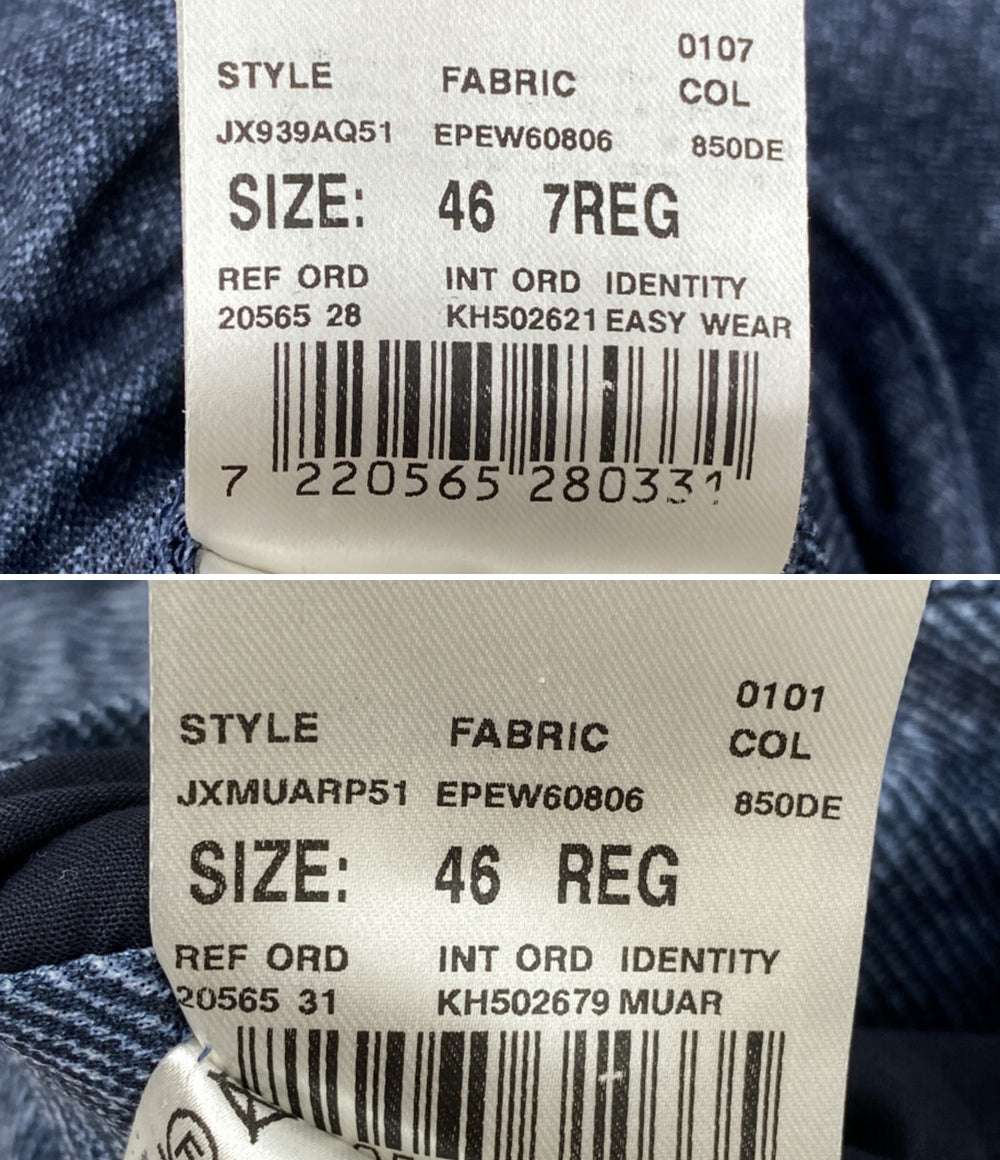 0107
STYLE FABRIC COL
JX939AQ51 EPEW60806 850DE
SIZE: 46 7REG
REF ORD INT ORD IDENTITY
20565 28 KH502621 EASY WEAR
7 220565 280331
0101
STYLE FABRIC COL
JXMUARP51 EPEW60806 850DE
SIZE: 46 REG
REF ORD INT ORD IDENTITY
20565 31 KH502679 MUAR